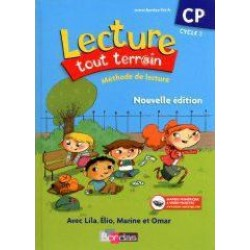 CP
CYCLE 2
Lecture
tout terrain
Méthode de lecture
Nouvelle édition
Avec Lila, Élio, Marine et Omar
Bordas